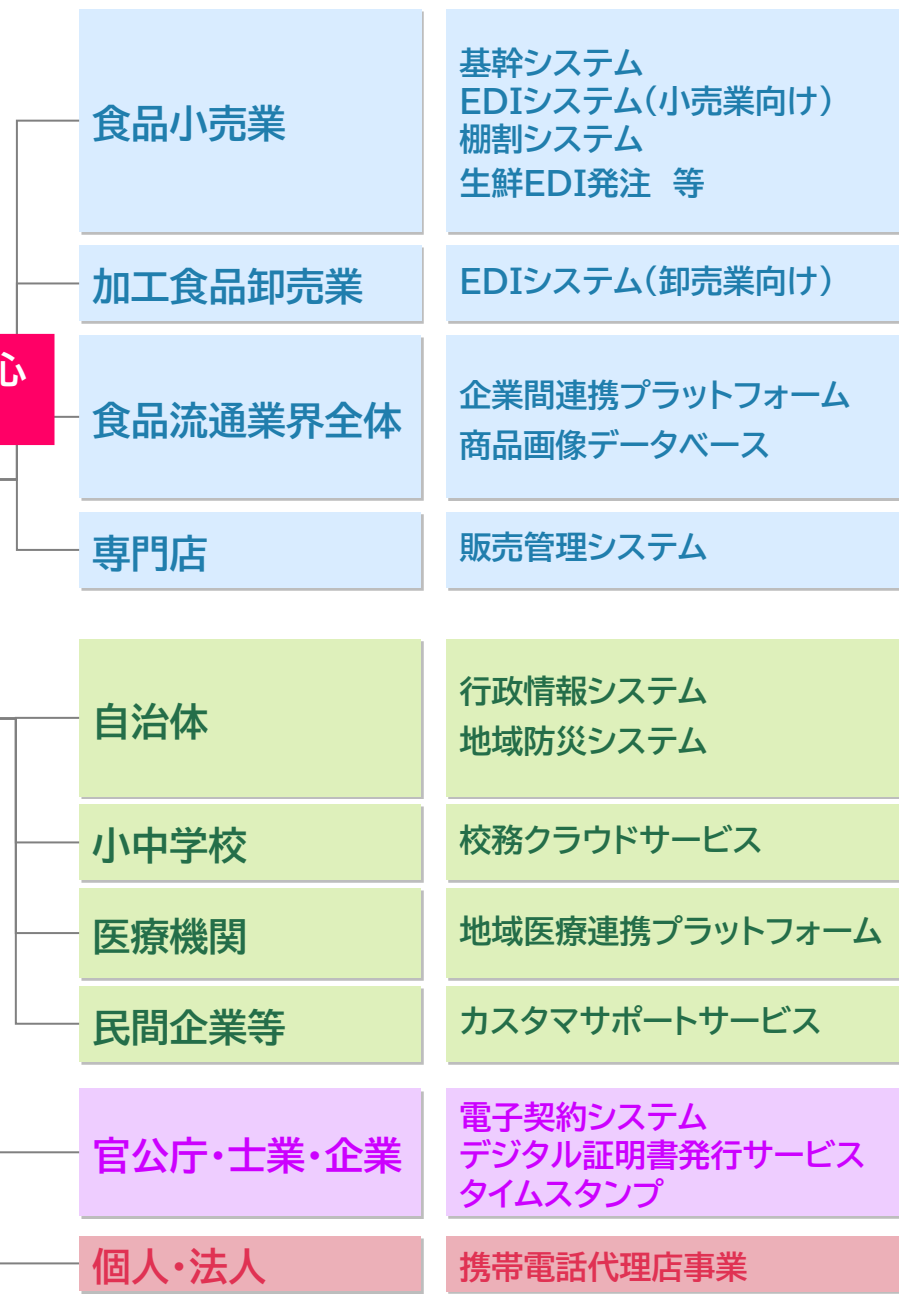 食品小売業
基幹システム
EDIシステム(小売業向け)
棚割システム
生鮮EDI発注 等
加工食品卸売業
EDIシステム(卸売業向け)
心
食品流通業界全体
企業間連携プラットフォーム
商品画像データベース
専門店
販売管理システム
自治体
行政情報システム
地域防災システム
小中学校
校務クラウドサービス
医療機関
地域医療連携プラットフォーム
民間企業等
カスタマサポートサービス
官公庁・士業・企業
電子契約システム
デジタル証明書発行サービス
タイムスタンプ
個人・法人
携帯電話代理店事業